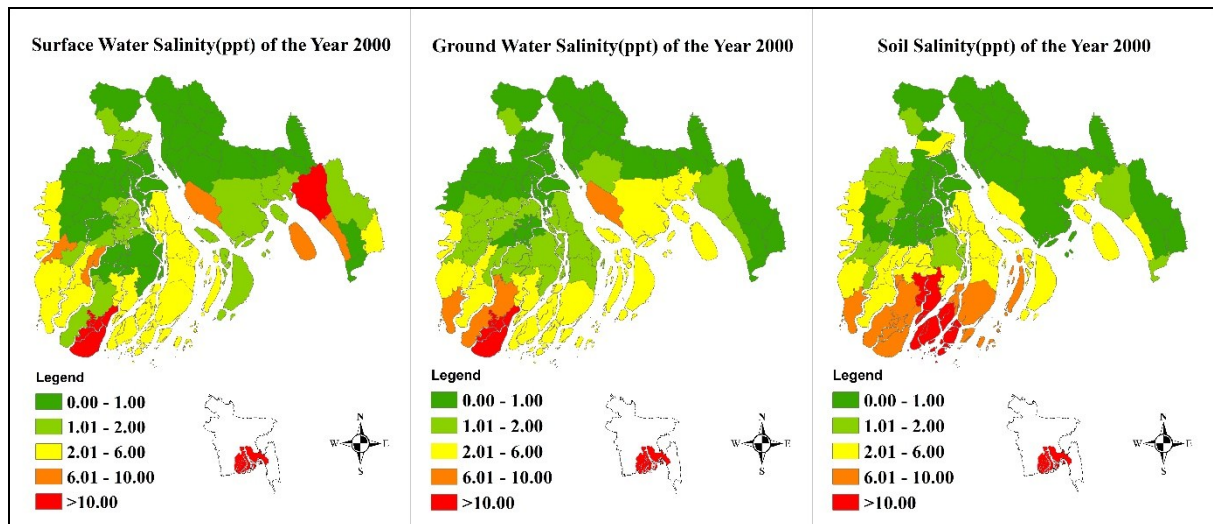 Surface Water Salinity(ppt) of the Year 2000
Legend
0.00 - 1.00
1.01 - 2.00
2.01 - 6.00
6.01 - 10.00
>10.00
N
W E
S
Ground Water Salinity(ppt) of the Year 2000
Legend
0.00 - 1.00
1.01 - 2.00
2.01 - 6.00
6.01 - 10.00
>10.00
N
W E
S
Soil Salinity(ppt) of the Year 2000
Legend
0.00 - 1.00
1.01 - 2.00
2.01 - 6.00
6.01 - 10.00
>10.00
N
W E
S